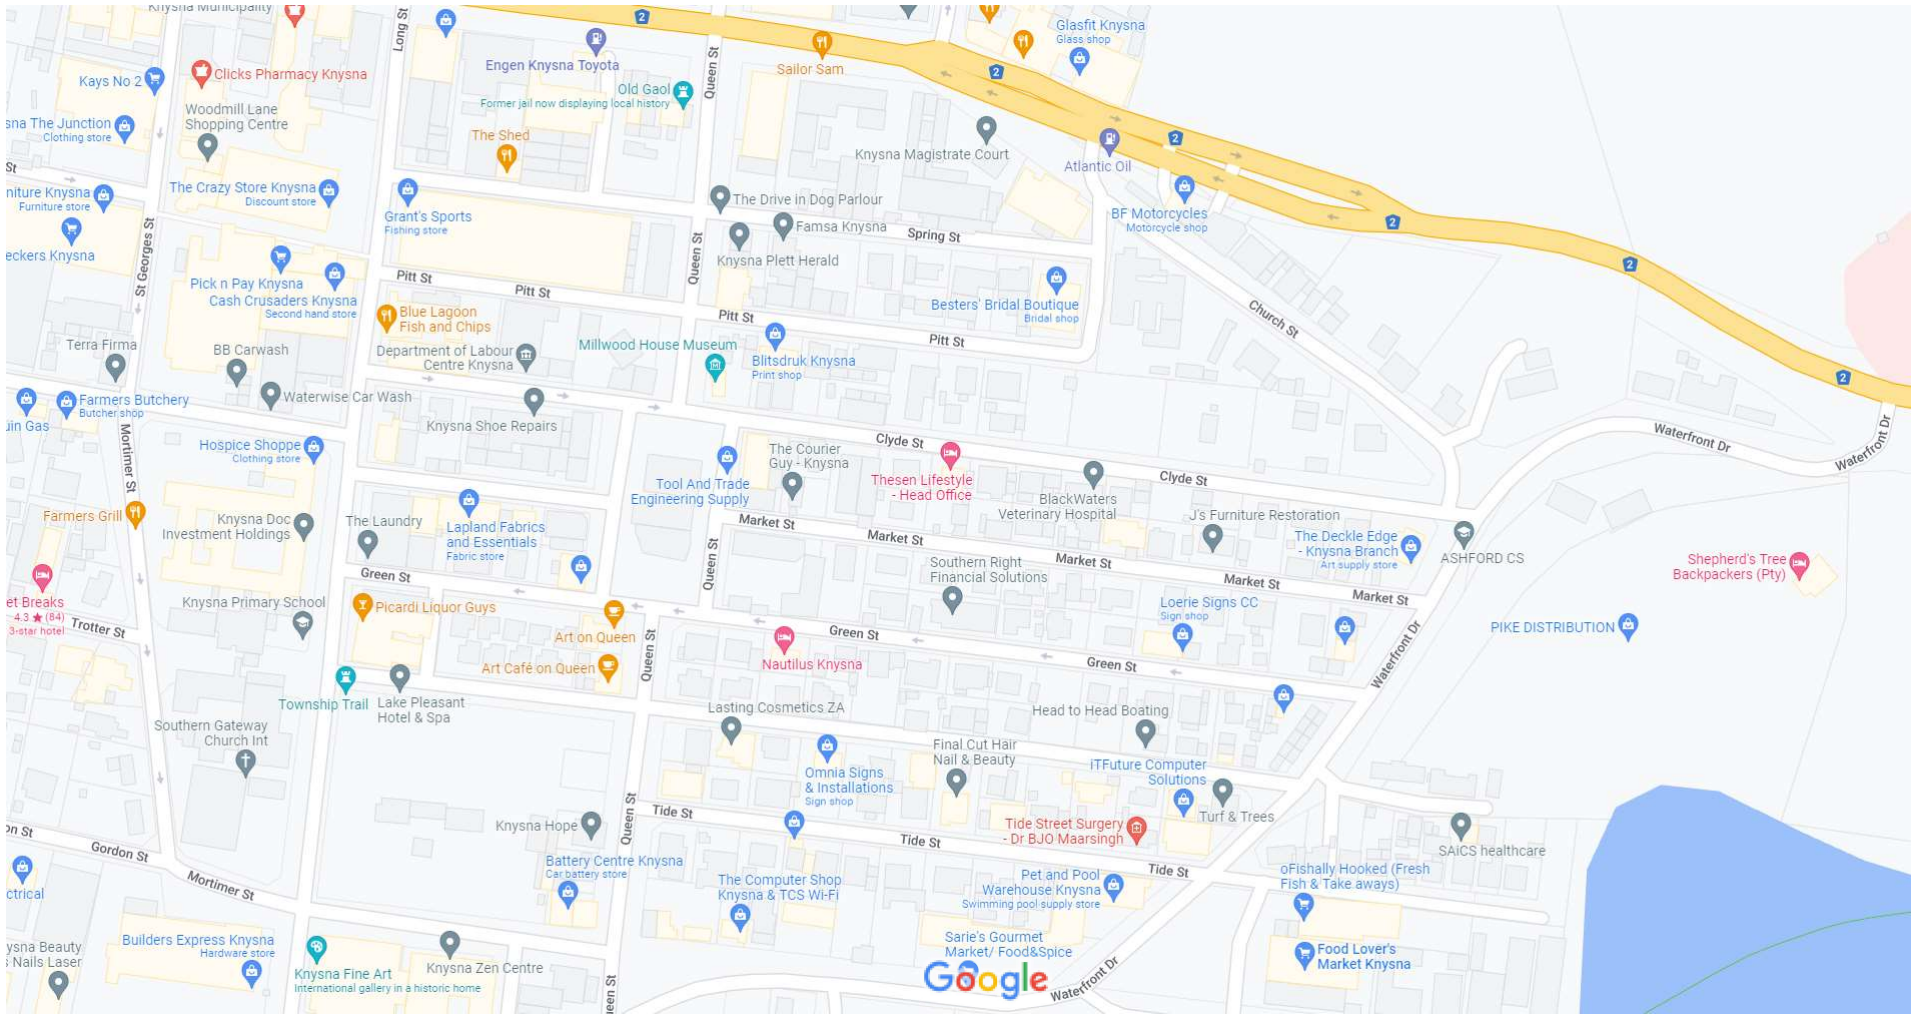 Knysna Municipality
Long St
2
Glasfit Knysna
Glass shop
Engen Knysna Toyota
Queen St
Sailor Sam
2
Clicks Pharmacy Knysna
Kays No 2
Old Gaol
Former jail now displaying local history
Woodmill Lane
Shopping Centre
sna The Junction
Clothing store
The Shed
Knysna Magistrate Court
2
Atlantic Oil
St
niture Knysna
Furniture store
The Crazy Store Knysna
Discount store
Grant's Sports
Fishing store
The Drive in Dog Parlour
Famsa Knysna
Spring St
BF Motorcycles
Motorcycle shop
2
eckers Knysna
St Georges St
Queen St
Knysna Plett Herald
2
Pick n Pay Knysna
Cash Crusaders Knysna
Second hand store
Pitt St
Pitt St
Besters' Bridal Boutique
Bridal shop
Church St
Blue Lagoon
Fish and Chips
Pitt St
Pitt St
Terra Firma
BB Carwash
Department of Labour
Centre Knysna
Millwood House Museum
Blitsdruk Knysna
Print shop
2
Farmers Butchery
Butcher shop
uin Gas
Waterwise Car Wash
Knysna Shoe Repairs
Mortimer St
Hospice Shoppe
Clothing store
Clyde St
The Courier
Guy - Knysna
Thesen Lifestyle
- Head Office
Clyde St
Waterfront Dr
Waterfront Dr
Tool And Trade
Engineering Supply
BlackWaters
Veterinary Hospital
Farmers Grill
Knysna Doc
Investment Holdings
The Laundry
Lapland Fabrics
and Essentials
Fabric store
Market St
Market St
Market St
Market St
Market St
J's Furniture Restoration
The Deckle Edge
- Knysna Branch
Art supply store
ASHFORD CS
Shepherd's Tree
Backpackers (Pty)
Queen St
Southern Right
Financial Solutions
Green St
et Breaks
4.3 ★ (84)
3-star hotel
Knysna Primary School
Picardi Liquor Guys
Loerie Signs CC
Sign shop
PIKE DISTRIBUTION
Trotter St
Art on Queen
Green St
Queen St
Art Café on Queen
Nautilus Knysna
Green St
Waterfront Dr
Township Trail
Lake Pleasant
Hotel & Spa
Lasting Cosmetics ZA
Head to Head Boating
Southern Gateway
Church Int
Final Cut Hair
Nail & Beauty
Omnia Signs
& Installations
Sign shop
iTFuture Computer
Solutions
Turf & Trees
Tide St
Knysna Hope
Queen St
Tide Street Surgery
- Dr BJO Maarsingh
Tide St
Tide St
SAiCS healthcare
on St
Gordon St
Mortimer St
ctrical
Battery Centre Knysna
Car battery store
The Computer Shop
Knysna & TCS Wi-Fi
Pet and Pool
Warehouse Knysna
Swimming pool supply store
oFishally Hooked (Fresh
Fish & Take aways)
Builders Express Knysna
Hardware store
ysna Beauty
s Nails Laser
Knysna Fine Art
International gallery in a historic home
Knysna Zen Centre
Sarie's Gourmet
Market/ Food&Spice
Food Lover's
Market Knysna
Google
Waterfront Dr
ueen St